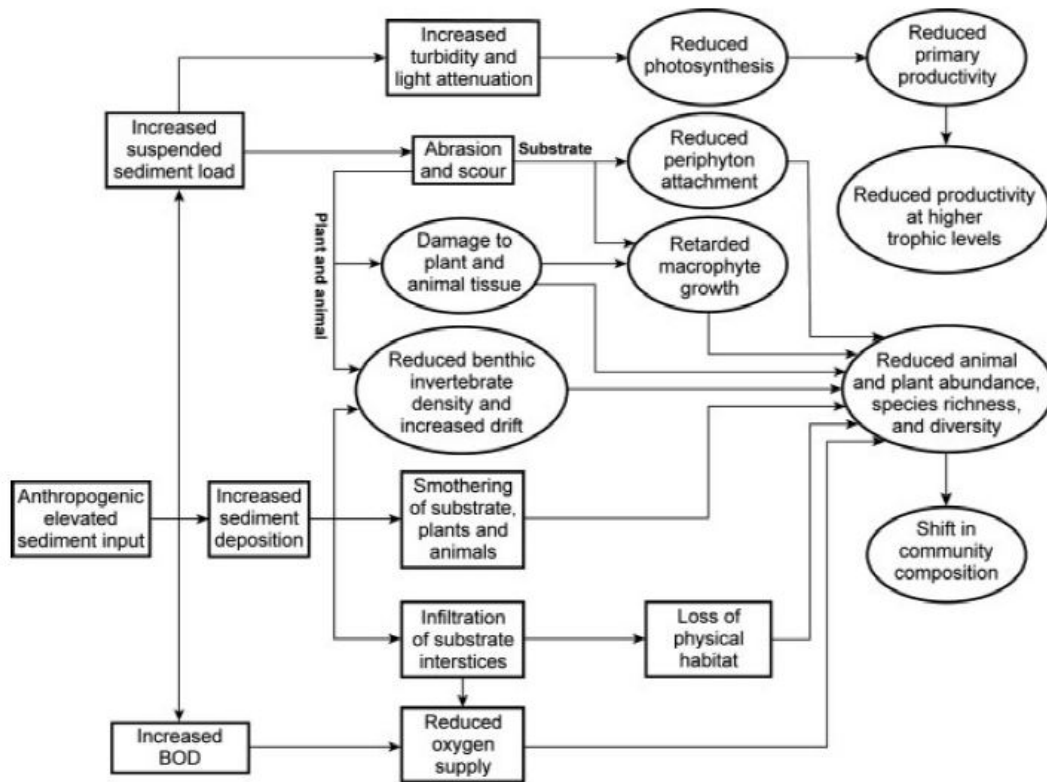 Increased
turbidity and
light attenuation
Reduced
photosynthesis
Reduced
primary
productivity
Increased
suspended
sediment load
Abrasion
and scour
Substrate
Reduced
periphyton
attachment
Reduced productivity
at higher
trophic levels
Plant and animal
Damage to
plant and
animal tissue
Retarded
macrophyte
growth
Reduced benthic
invertebrate
density and
increased drift
Reduced animal
and plant abundance,
species richness,
and diversity
Anthropogenic
elevated
sediment input
Increased
sediment
deposition
Smothering
of substrate,
plants and
animals
Shift in
community
composition
Infiltration
of substrate
interstices
Loss of
physical
habitat
Increased
BOD
Reduced
oxygen
supply